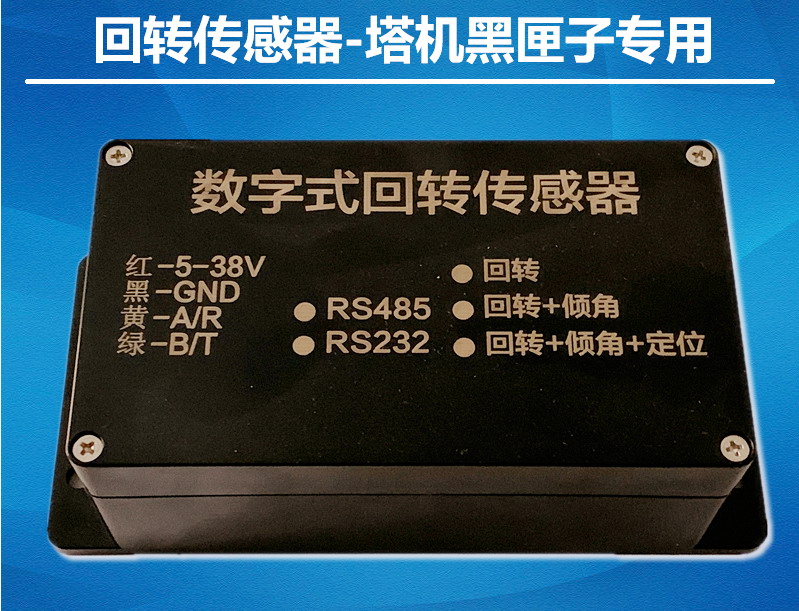 回转传感器-塔机黑匣子专用
数字式回转传感器
红-5-38V
黑-GND
黄-A/R
绿-B/T
RS485
RS232
回转
回转+倾角
回转+倾角+定位